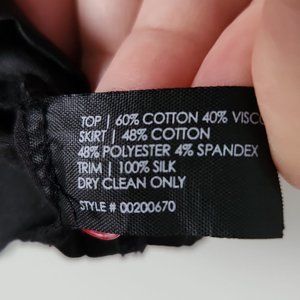 TOP | 60% COTTON 40% VISCO
SKIRT | 48% COTTON
48% POLYESTER 4% SPANDEX
TRIM | 100% SILK
DRY CLEAN ONLY
STYLE # 00200670